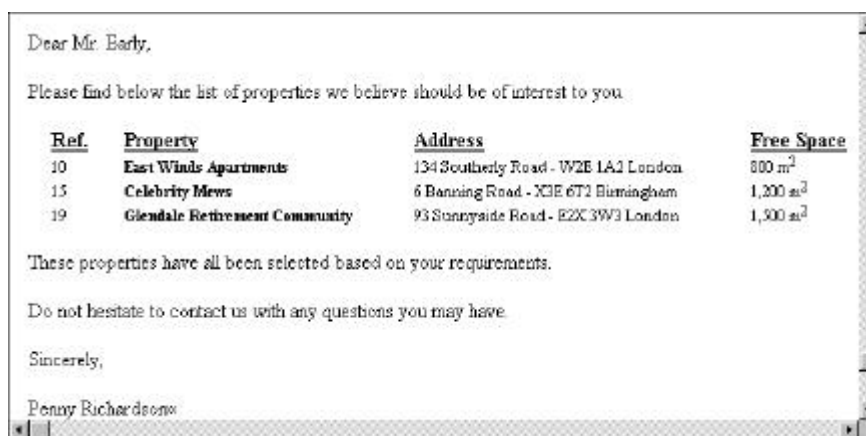 Dear Mr. Early,
Please find below the list of properties we believe should be of interest to you.
Ref. Property Address Free Space
10 East Winds Apartments 134 Southerly Road - W2E 1A2 London 800 m²
15 Celebrity Mews 6 Banning Road - X3E 6T2 Birmingham 1,200 m²
19 Glendale Retirement Community 93 Sunnyside Road - E2X 3W3 London 1,500 m²
These properties have all been selected based on your requirements.
Do not hesitate to contact us with any questions you may have.
Sincerely,
Penny Richardson¤